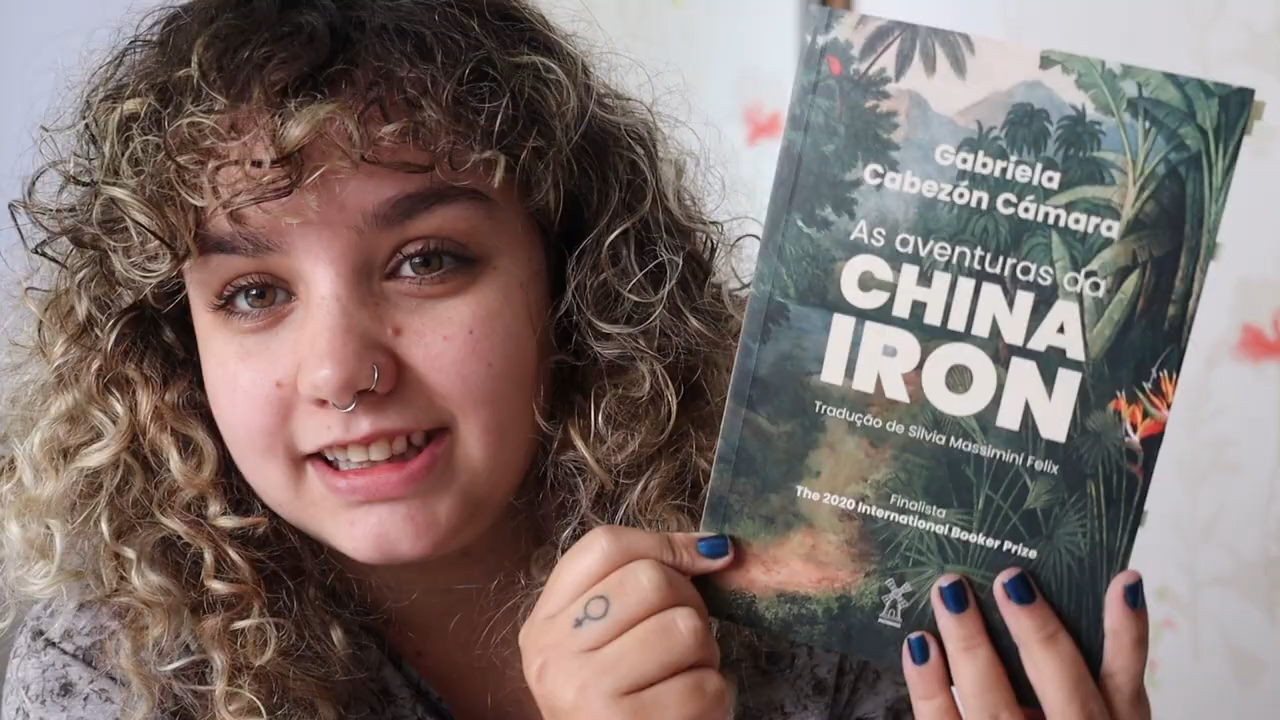 Gabriela
Cabezón Cámara
As aventuras da
CHINA
IRON
Tradução de Silvia Massimini Felix
Finalista
The 2020 International Booker Prize